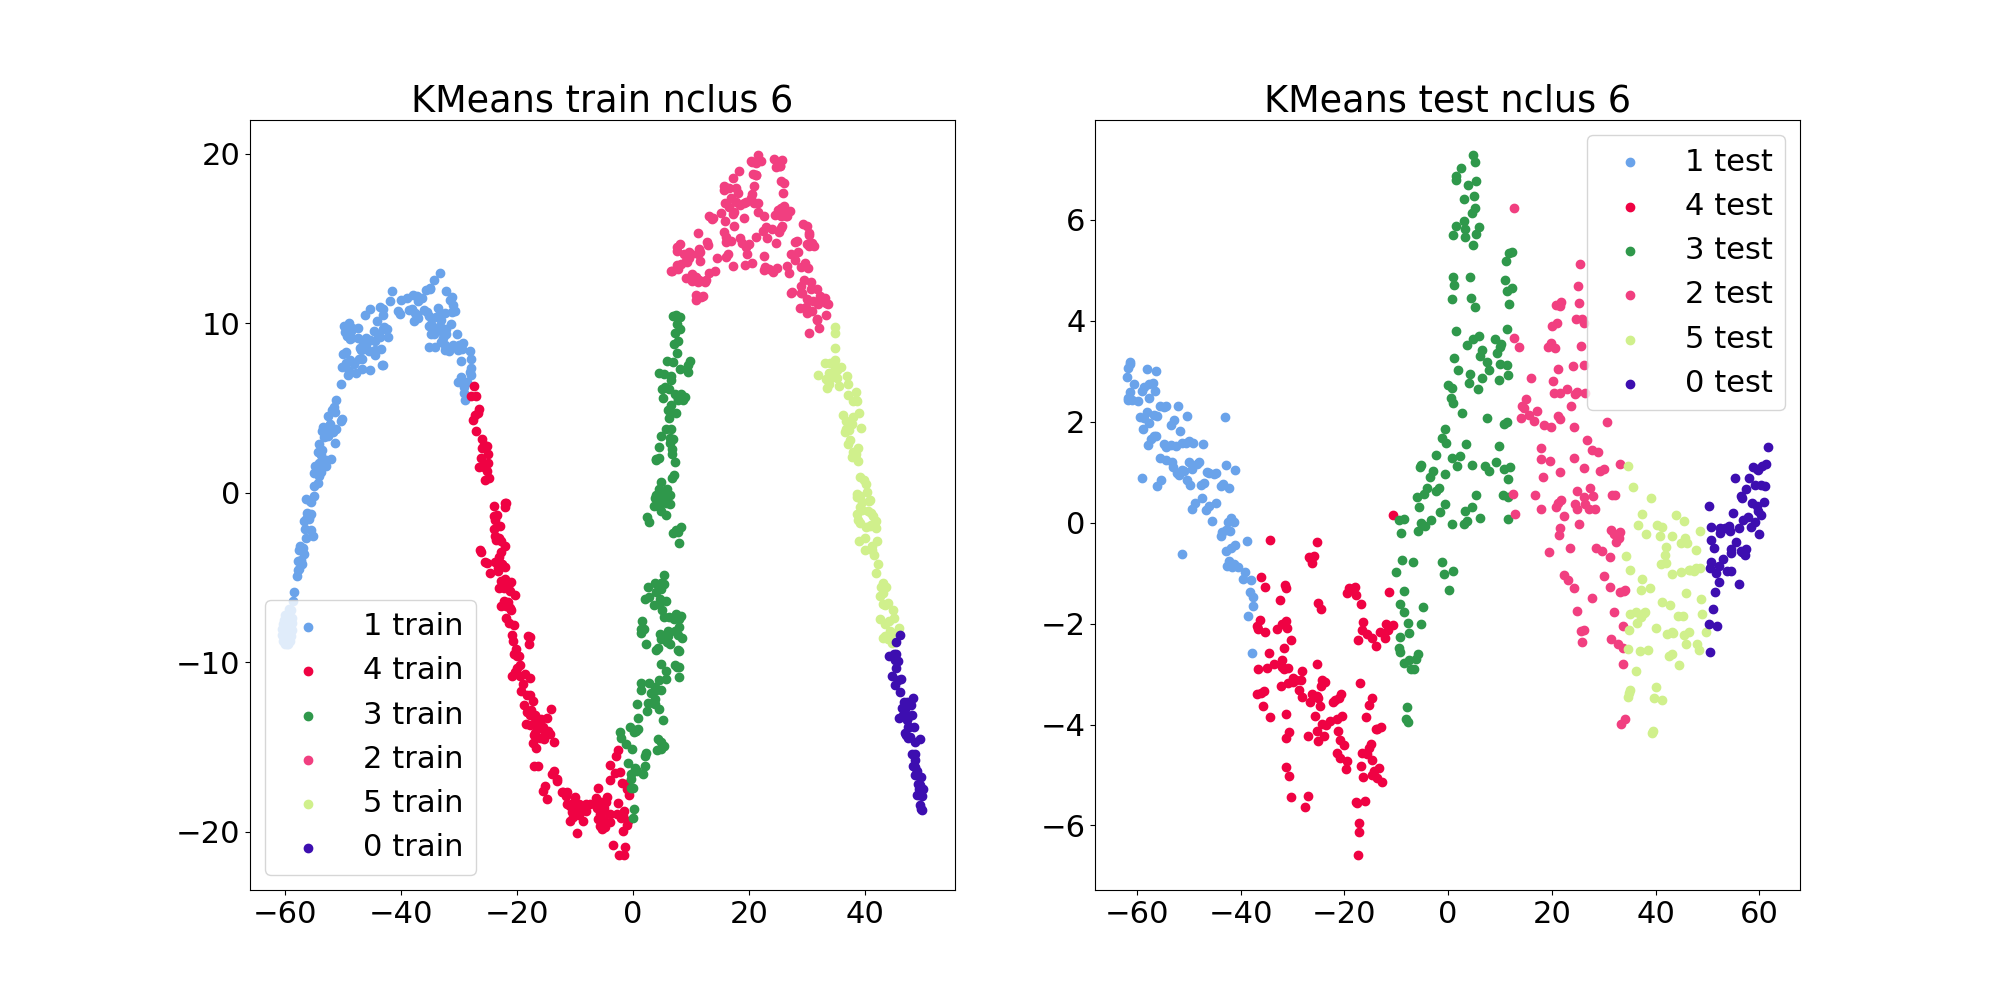 KMeans train nclus 6
20
10
0
−10
−20
−60 −40 −20 0 20 40
1 train
4 train
3 train
2 train
5 train
0 train
KMeans test nclus 6
6
4
2
0
−2
−4
−6
−60 −40 −20 0 20 40 60
1 test
4 test
3 test
2 test
5 test
0 test